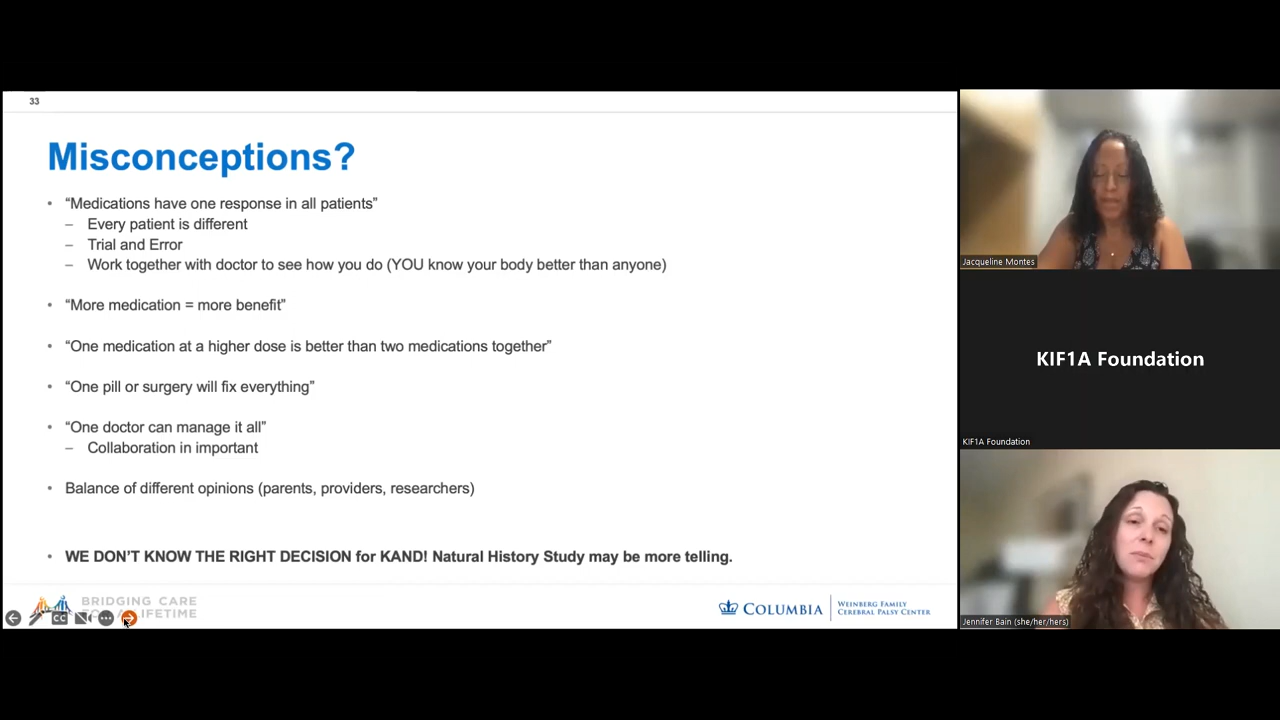 33
Misconceptions?
• “Medications have one response in all patients”
– Every patient is different
– Trial and Error
– Work together with doctor to see how you do (YOU know your body better than anyone)
• “More medication = more benefit”
• “One medication at a higher dose is better than two medications together”
• “One pill or surgery will fix everything”
• “One doctor can manage it all”
– Collaboration in important
• Balance of different opinions (parents, providers, researchers)
• WE DON’T KNOW THE RIGHT DECISION for KAND! Natural History Study may be more telling.
BRIDGING CARE
LIFETIME
CC
COLUMBIA
WEINBERG FAMILY
CEREBRAL PALSY CENTER
Jacqueline Montes
KIF1A Foundation
KIF1A Foundation
Jennifer Bain (she/her/hers)